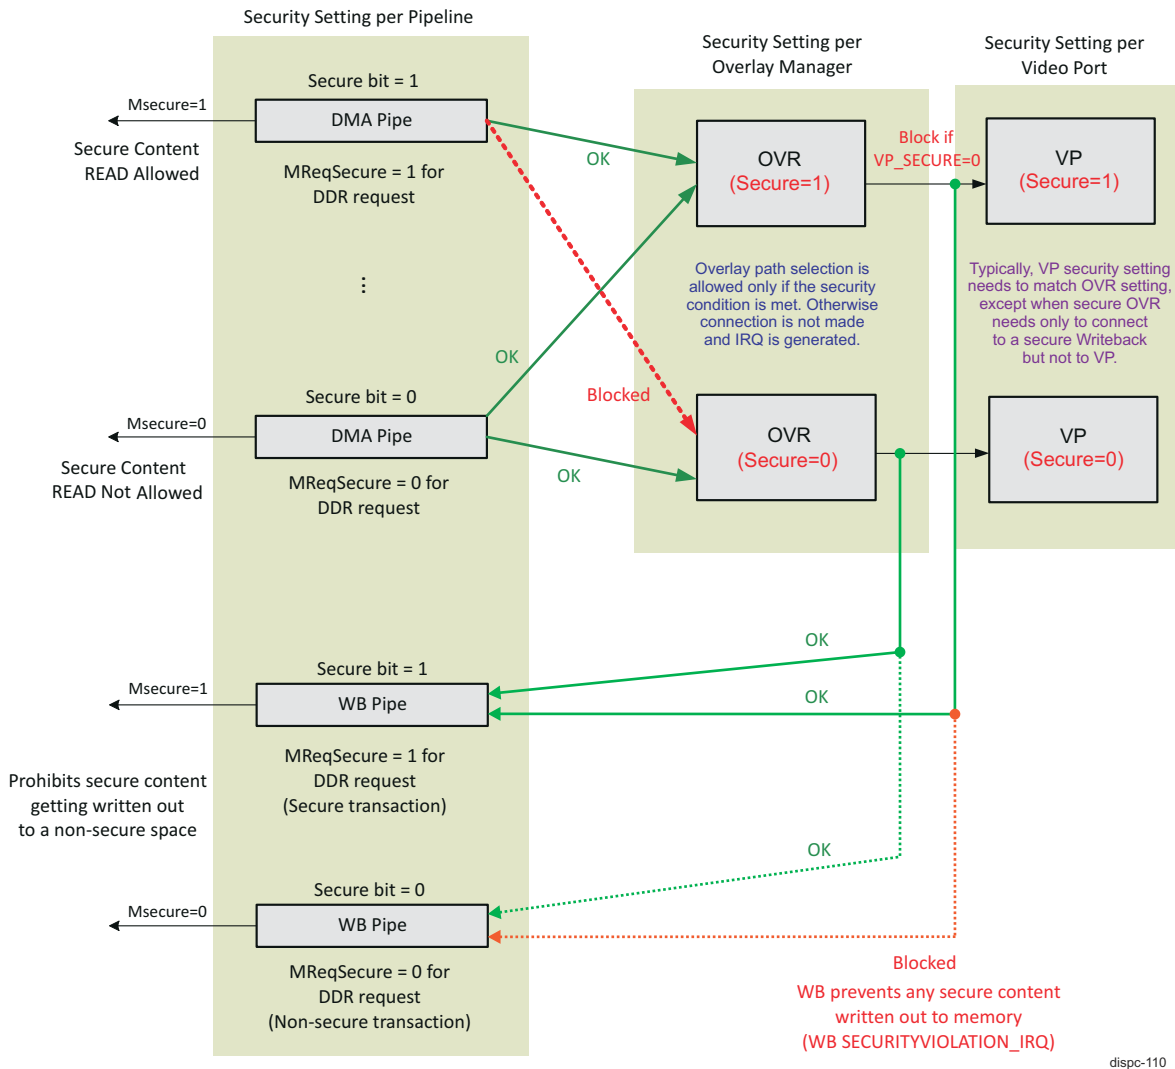 Security Setting per Pipeline
Security Setting per
Overlay Manager
Security Setting per
Video Port
Secure bit = 1
Msecure=1
DMA Pipe
Secure Content
READ Allowed
MReqSecure = 1 for
DDR request
OK
OVR
(Secure=1)
Block if
VP_SECURE=0
VP
(Secure=1)
...
Overlay path selection is
allowed only if the security
condition is met. Otherwise
connection is not made
and IRQ is generated.
Typically, VP security setting
needs to match OVR setting,
except when secure OVR
needs only to connect
to a secure Writeback
but not to VP.
OK
Blocked
Secure bit = 0
Msecure=0
DMA Pipe
Secure Content
READ Not Allowed
MReqSecure = 0 for
DDR request
OK
OVR
(Secure=0)
VP
(Secure=0)
OK
Secure bit = 1
Msecure=1
WB Pipe
OK
MReqSecure = 1 for
DDR request
(Secure transaction)
Prohibits secure content
getting written out
to a non-secure space
OK
Secure bit = 0
Msecure=0
WB Pipe
MReqSecure = 0 for
DDR request
(Non-secure transaction)
Blocked
WB prevents any secure content
written out to memory
(WB SECURITYVIOLATION_IRQ)
dispc-110